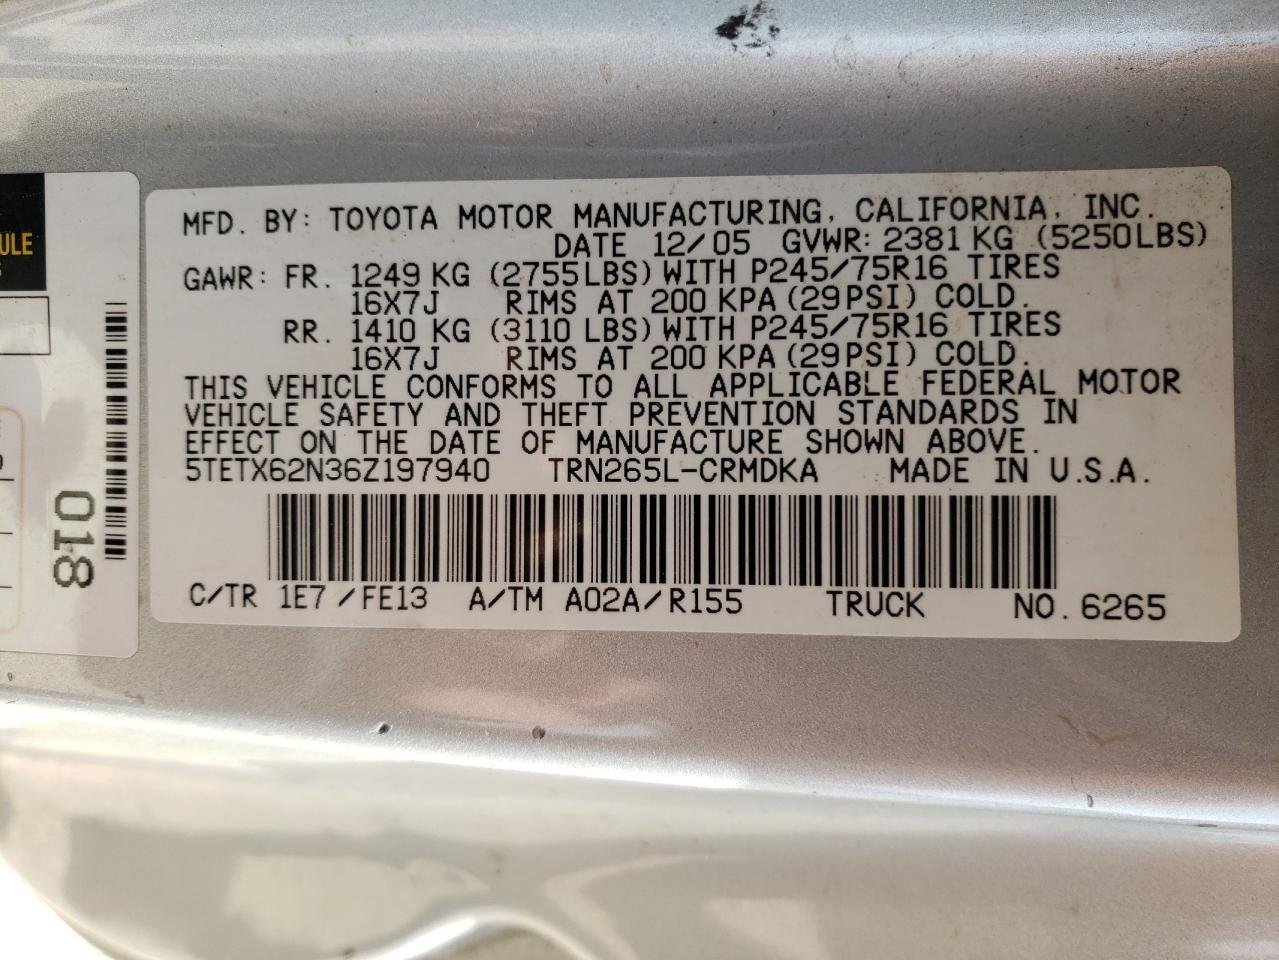 MFD. BY: TOYOTA MOTOR MANUFACTURING, CALIFORNIA, INC.
DATE 12/05 GVWR: 2381 KG (5250LBS)
GAWR: FR. 1249 KG (2755LBS) WITH P245/75R16 TIRES
16X7J RIMS AT 200 KPA (29PSI) COLD.
RR. 1410 KG (3110 LBS) WITH P245/75R16 TIRES
16X7J RIMS AT 200 KPA (29PSI) COLD.
THIS VEHICLE CONFORMS TO ALL APPLICABLE FEDERAL MOTOR
VEHICLE SAFETY AND THEFT PREVENTION STANDARDS IN
EFFECT ON THE DATE OF MANUFACTURE SHOWN ABOVE.
5TETX62N36Z197940 TRN265L-CRMDKA MADE IN U.S.A.
C/TR 1E7 /FE13 A/TM A02A/R155 TRUCK NO. 6265
ULE
018